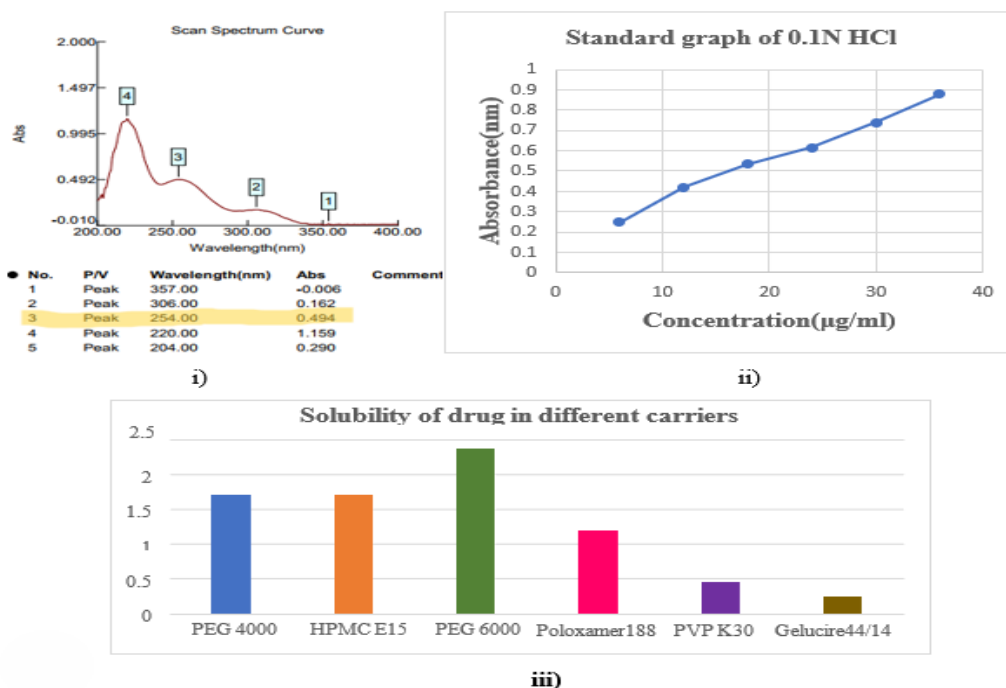 Scan Spectrum Curve
2.000
1.497
0.995
0.492
-0.010
Abs
4
3
2
1
200.00 250.00 300.00 350.00 400.00
Wavelength(nm)
No. P/V Wavelength(nm) Abs Comment
1 Peak 357.00 -0.006
2 Peak 306.00 0.162
3 Peak 254.00 0.494
4 Peak 220.00 1.159
5 Peak 204.00 0.290
i)
Standard graph of 0.1N HCl
1
0.9
0.8
0.7
0.6
0.5
0.4
0.3
0.2
0.1
0
Absorbance(nm)
0 10 20 30 40
Concentration(µg/ml)
ii)
Solubility of drug in different carriers
2.5
2
1.5
1
0.5
0
PEG 4000 HPMC E15 PEG 6000 Poloxamer188 PVP K30 Gelucire44/14
iii)